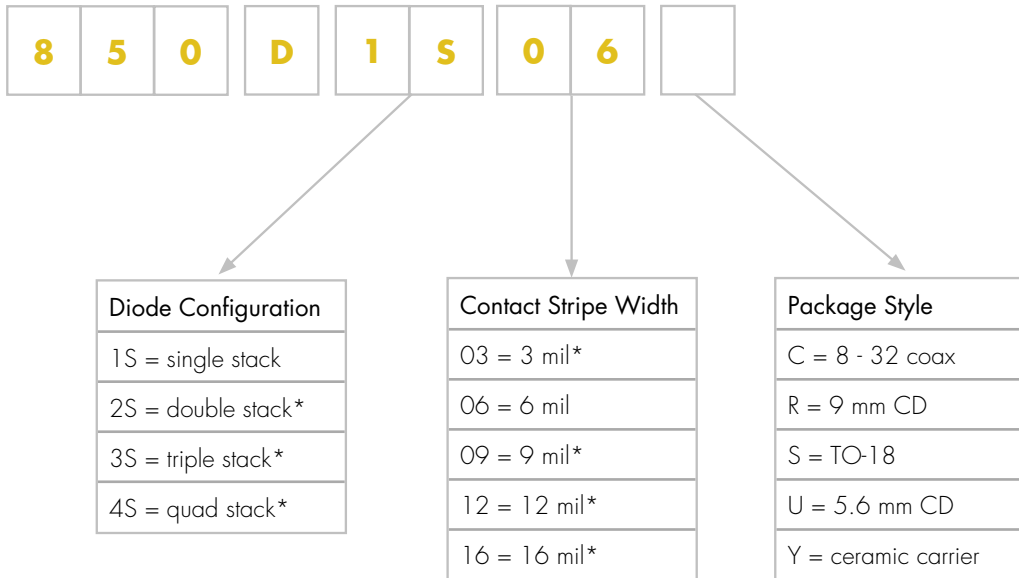 8 5 0 D 1 S 0 6
Diode Configuration
1S = single stack
2S = double stack*
3S = triple stack*
4S = quad stack*
Contact Stripe Width
03 = 3 mil*
06 = 6 mil
09 = 9 mil*
12 = 12 mil*
16 = 16 mil*
Package Style
C = 8 - 32 coax
R = 9 mm CD
S = TO-18
U = 5.6 mm CD
Y = ceramic carrier